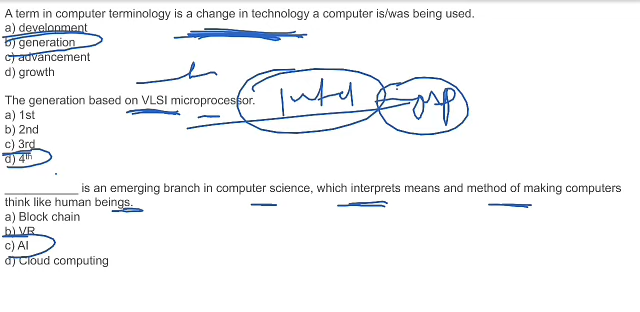 A term in computer terminology is a change in technology a computer is/was being used.
a) development
b) generation
c) advancement
d) growth
The generation based on VLSI microprocessor.
a) 1st
b) 2nd
c) 3rd
d) 4th
____________ is an emerging branch in computer science, which interprets means and method of making computers
think like human beings.
a) Block chain
b) VR
c) AI
d) Cloud computing